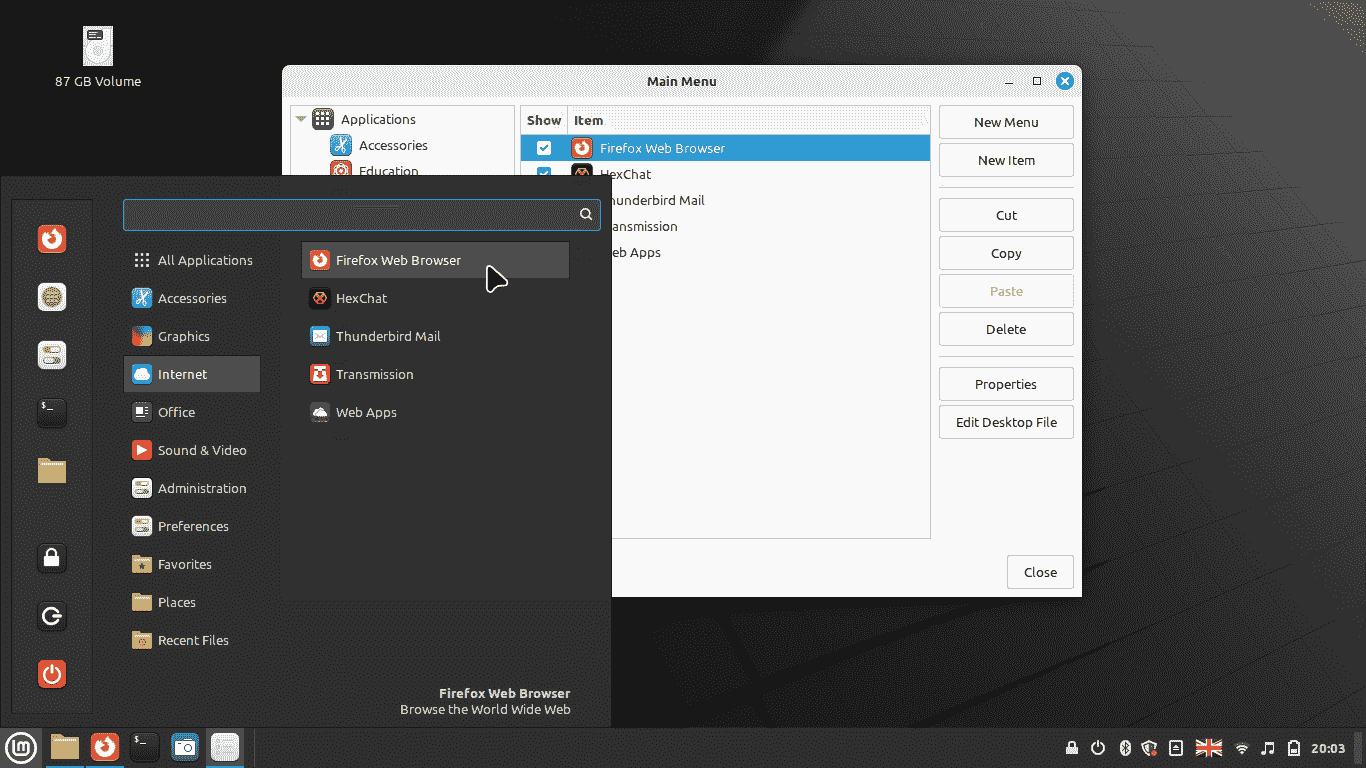 87 GB Volume
Main Menu
Applications
Accessories
Education
Show Item
Firefox Web Browser
HexChat
hunderbird Mail
ansmission
eb Apps
New Menu
New Item
Cut
Copy
Paste
Delete
Properties
Edit Desktop File
Close
All Applications
Accessories
Graphics
Internet
Office
Sound & Video
Administration
Preferences
Favorites
Places
Recent Files
Firefox Web Browser
HexChat
Thunderbird Mail
Transmission
Web Apps
Firefox Web Browser
Browse the World Wide Web
20:03